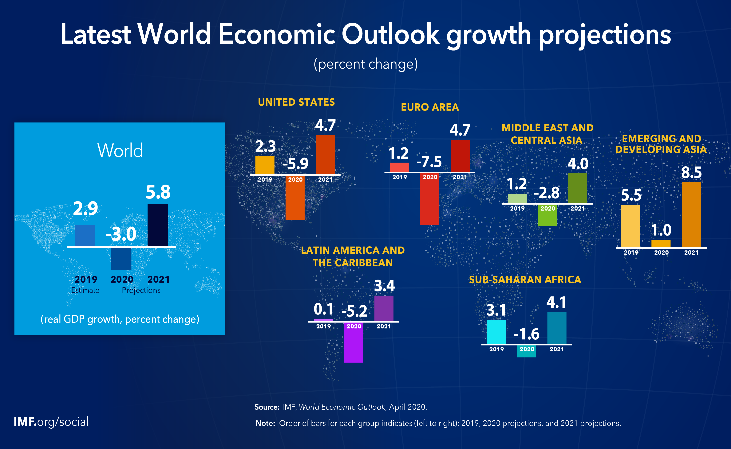 Latest World Economic Outlook growth projections
(percent change)
World
2.9
-3.0
5.8
2019
2020
2021
Estimate
Projections
(real GDP growth, percent change)
UNITED STATES
2.3
-5.9
4.7
2019
2020
2021
EURO AREA
1.2
-7.5
4.7
2019
2020
2021
MIDDLE EAST AND
CENTRAL ASIA
1.2
-2.8
4.0
2019
2020
2021
EMERGING AND
DEVELOPING ASIA
5.5
1.0
8.5
2019
2020
2021
LATIN AMERICA AND
THE CARIBBEAN
0.1
-5.2
3.4
2019
2020
2021
SUB-SAHARAN AFRICA
3.1
-1.6
4.1
2019
2020
2021
Source: IMF, World Economic Outlook, April 2020.
Note: Order of bars for each group indicates (left to right): 2019, 2020 projections, and 2021 projections.
IMF.org/social